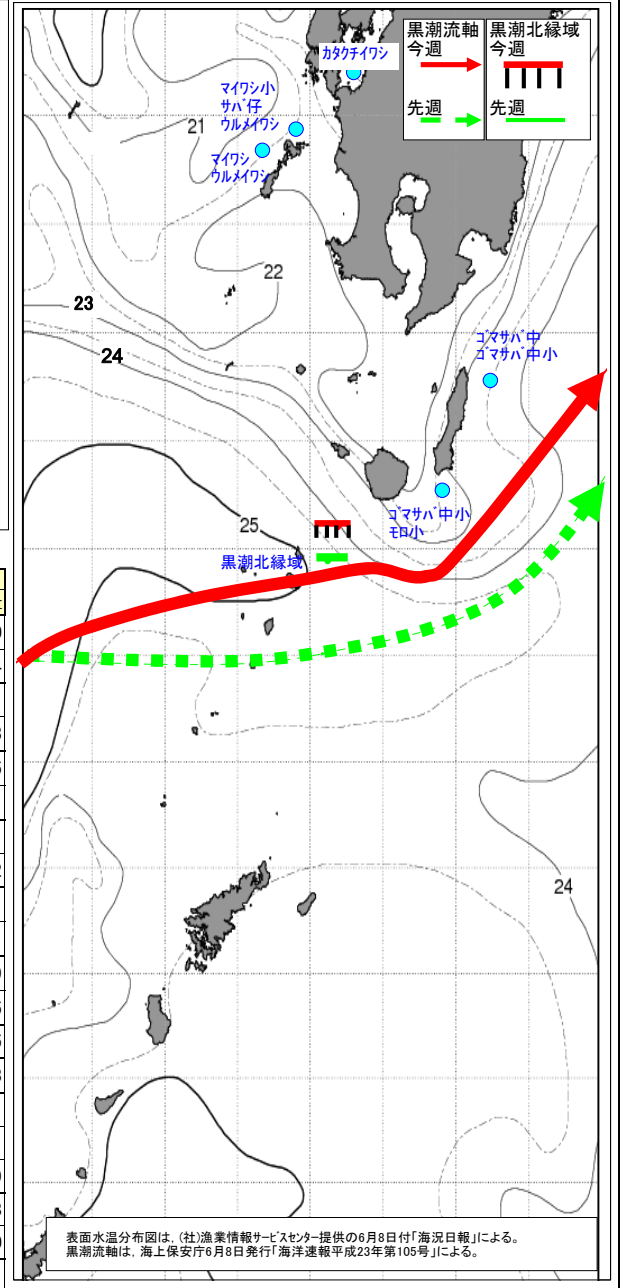 黒潮流軸
今週
先週
黒潮北縁域
今週
先週
ｶﾀｸﾁｲﾜｼ
ﾏｲﾜｼ小
ｻﾊﾞ仔
ｳﾙﾒｲﾜｼ
21
ﾏｲﾜｼ
ｳﾙﾒｲﾜｼ
22
23
24
ｺﾞﾏｻﾊﾞ中
ｺﾞﾏｻﾊﾞ中小
25
ｺﾞﾏｻﾊﾞ中小
ﾓﾛ小
黒潮北縁域
24
表面水温分布図は, (社)漁業情報ｻｰﾋﾞｽｾﾝﾀｰ提供の6月8日付「海況日報」による。
黒潮流軸は, 海上保安庁6月8日発行「海洋速報平成23年第105号」による。